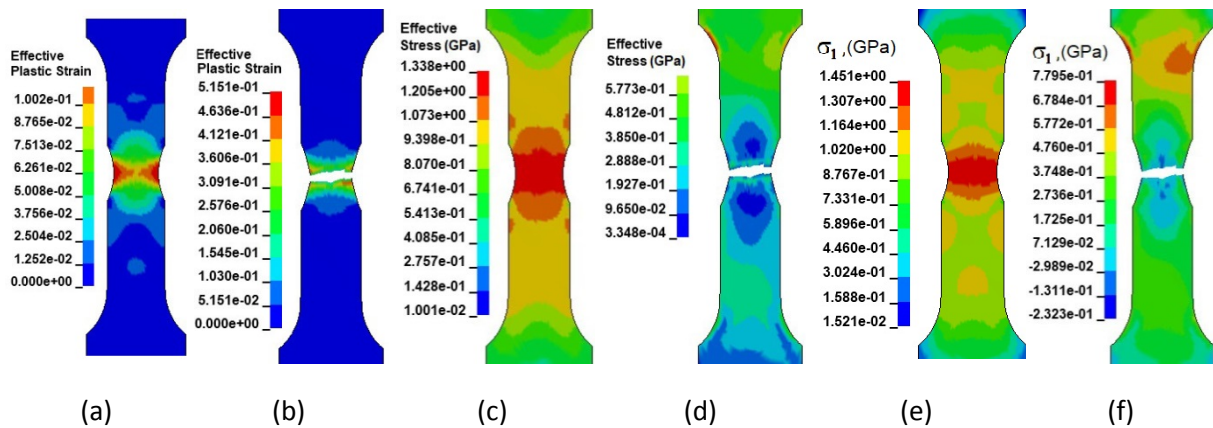 Effective
Plastic Strain
1.002e-01
8.765e-02
7.513e-02
6.261e-02
5.008e-02
3.756e-02
2.504e-02
1.252e-02
0.000e+00
Effective
Plastic Strain
5.151e-01
4.636e-01
4.121e-01
3.606e-01
3.091e-01
2.576e-01
2.060e-01
1.545e-01
1.030e-01
5.151e-02
0.000e+00
Effective
Stress (GPa)
1.338e+00
1.205e+00
1.073e+00
9.398e-01
8.070e-01
6.741e-01
5.413e-01
4.085e-01
2.757e-01
1.428e-01
1.001e-02
Effective
Stress (GPa)
5.773e-01
4.812e-01
3.850e-01
2.888e-01
1.927e-01
9.650e-02
3.348e-04
σ₁ ,(GPa)
1.451e+00
1.307e+00
1.164e+00
1.020e+00
8.767e-01
7.331e-01
5.896e-01
4.460e-01
3.024e-01
1.588e-01
1.521e-02
σ₁ ,(GPa)
7.795e-01
6.784e-01
5.772e-01
4.760e-01
3.748e-01
2.736e-01
1.725e-01
7.129e-02
-2.989e-02
-1.311e-01
-2.323e-01
(a) (b) (c) (d) (e) (f)